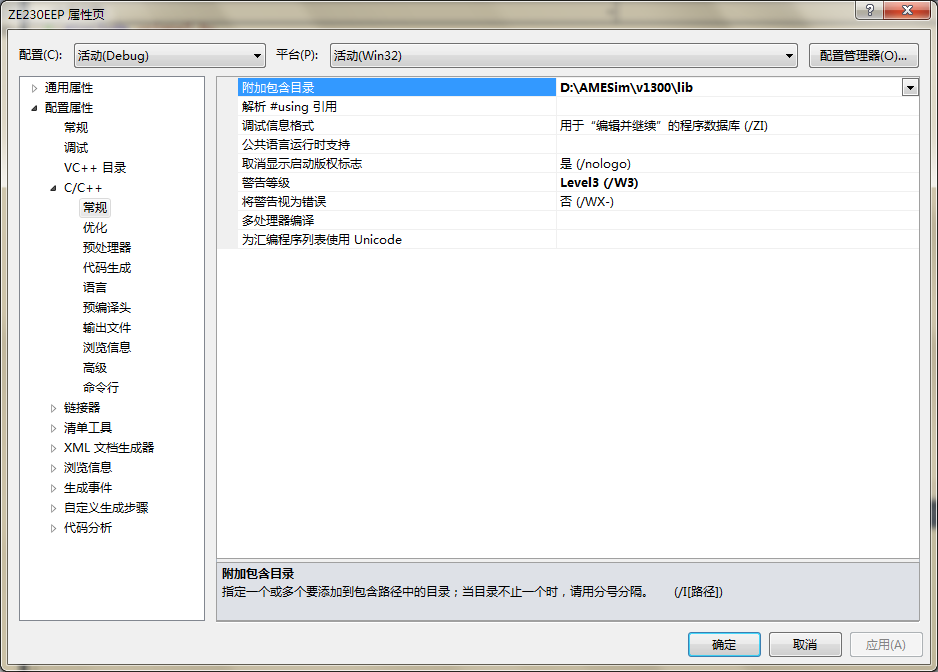 ZE230EEP 属性页
配置(C): 活动(Debug) 平台(P): 活动(Win32) 配置管理器(O)...
通用属性
配置属性
常规
调试
VC++ 目录
C/C++
常规
优化
预处理器
代码生成
语言
预编译头
输出文件
浏览信息
高级
命令行
链接器
清单工具
XML 文档生成器
浏览信息
生成事件
自定义生成步骤
代码分析
附加包含目录 D:\AMESim\v1300\lib
解析 #using 引用
调试信息格式 用于“编辑并继续”的程序数据库 (/ZI)
公共语言运行时支持
取消显示启动版权标志 是 (/nologo)
警告等级 Level3 (/W3)
将警告视为错误 否 (/WX-)
多处理器编译
为汇编程序列表使用 Unicode
附加包含目录
指定一个或多个要添加到包含路径中的目录；当目录不止一个时，请用分号分隔。 (/I[路径])
确定 取消 应用(A)